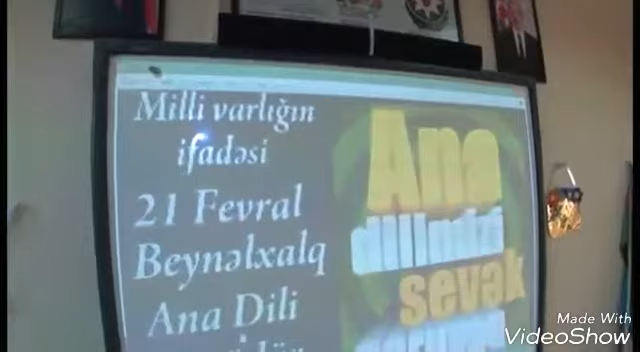 Milli varlığın
ifadəsi
21 Fevral
Beynəlxalq
Ana Dili
Ana
dilimizi
sevək
Made With
VideoShow